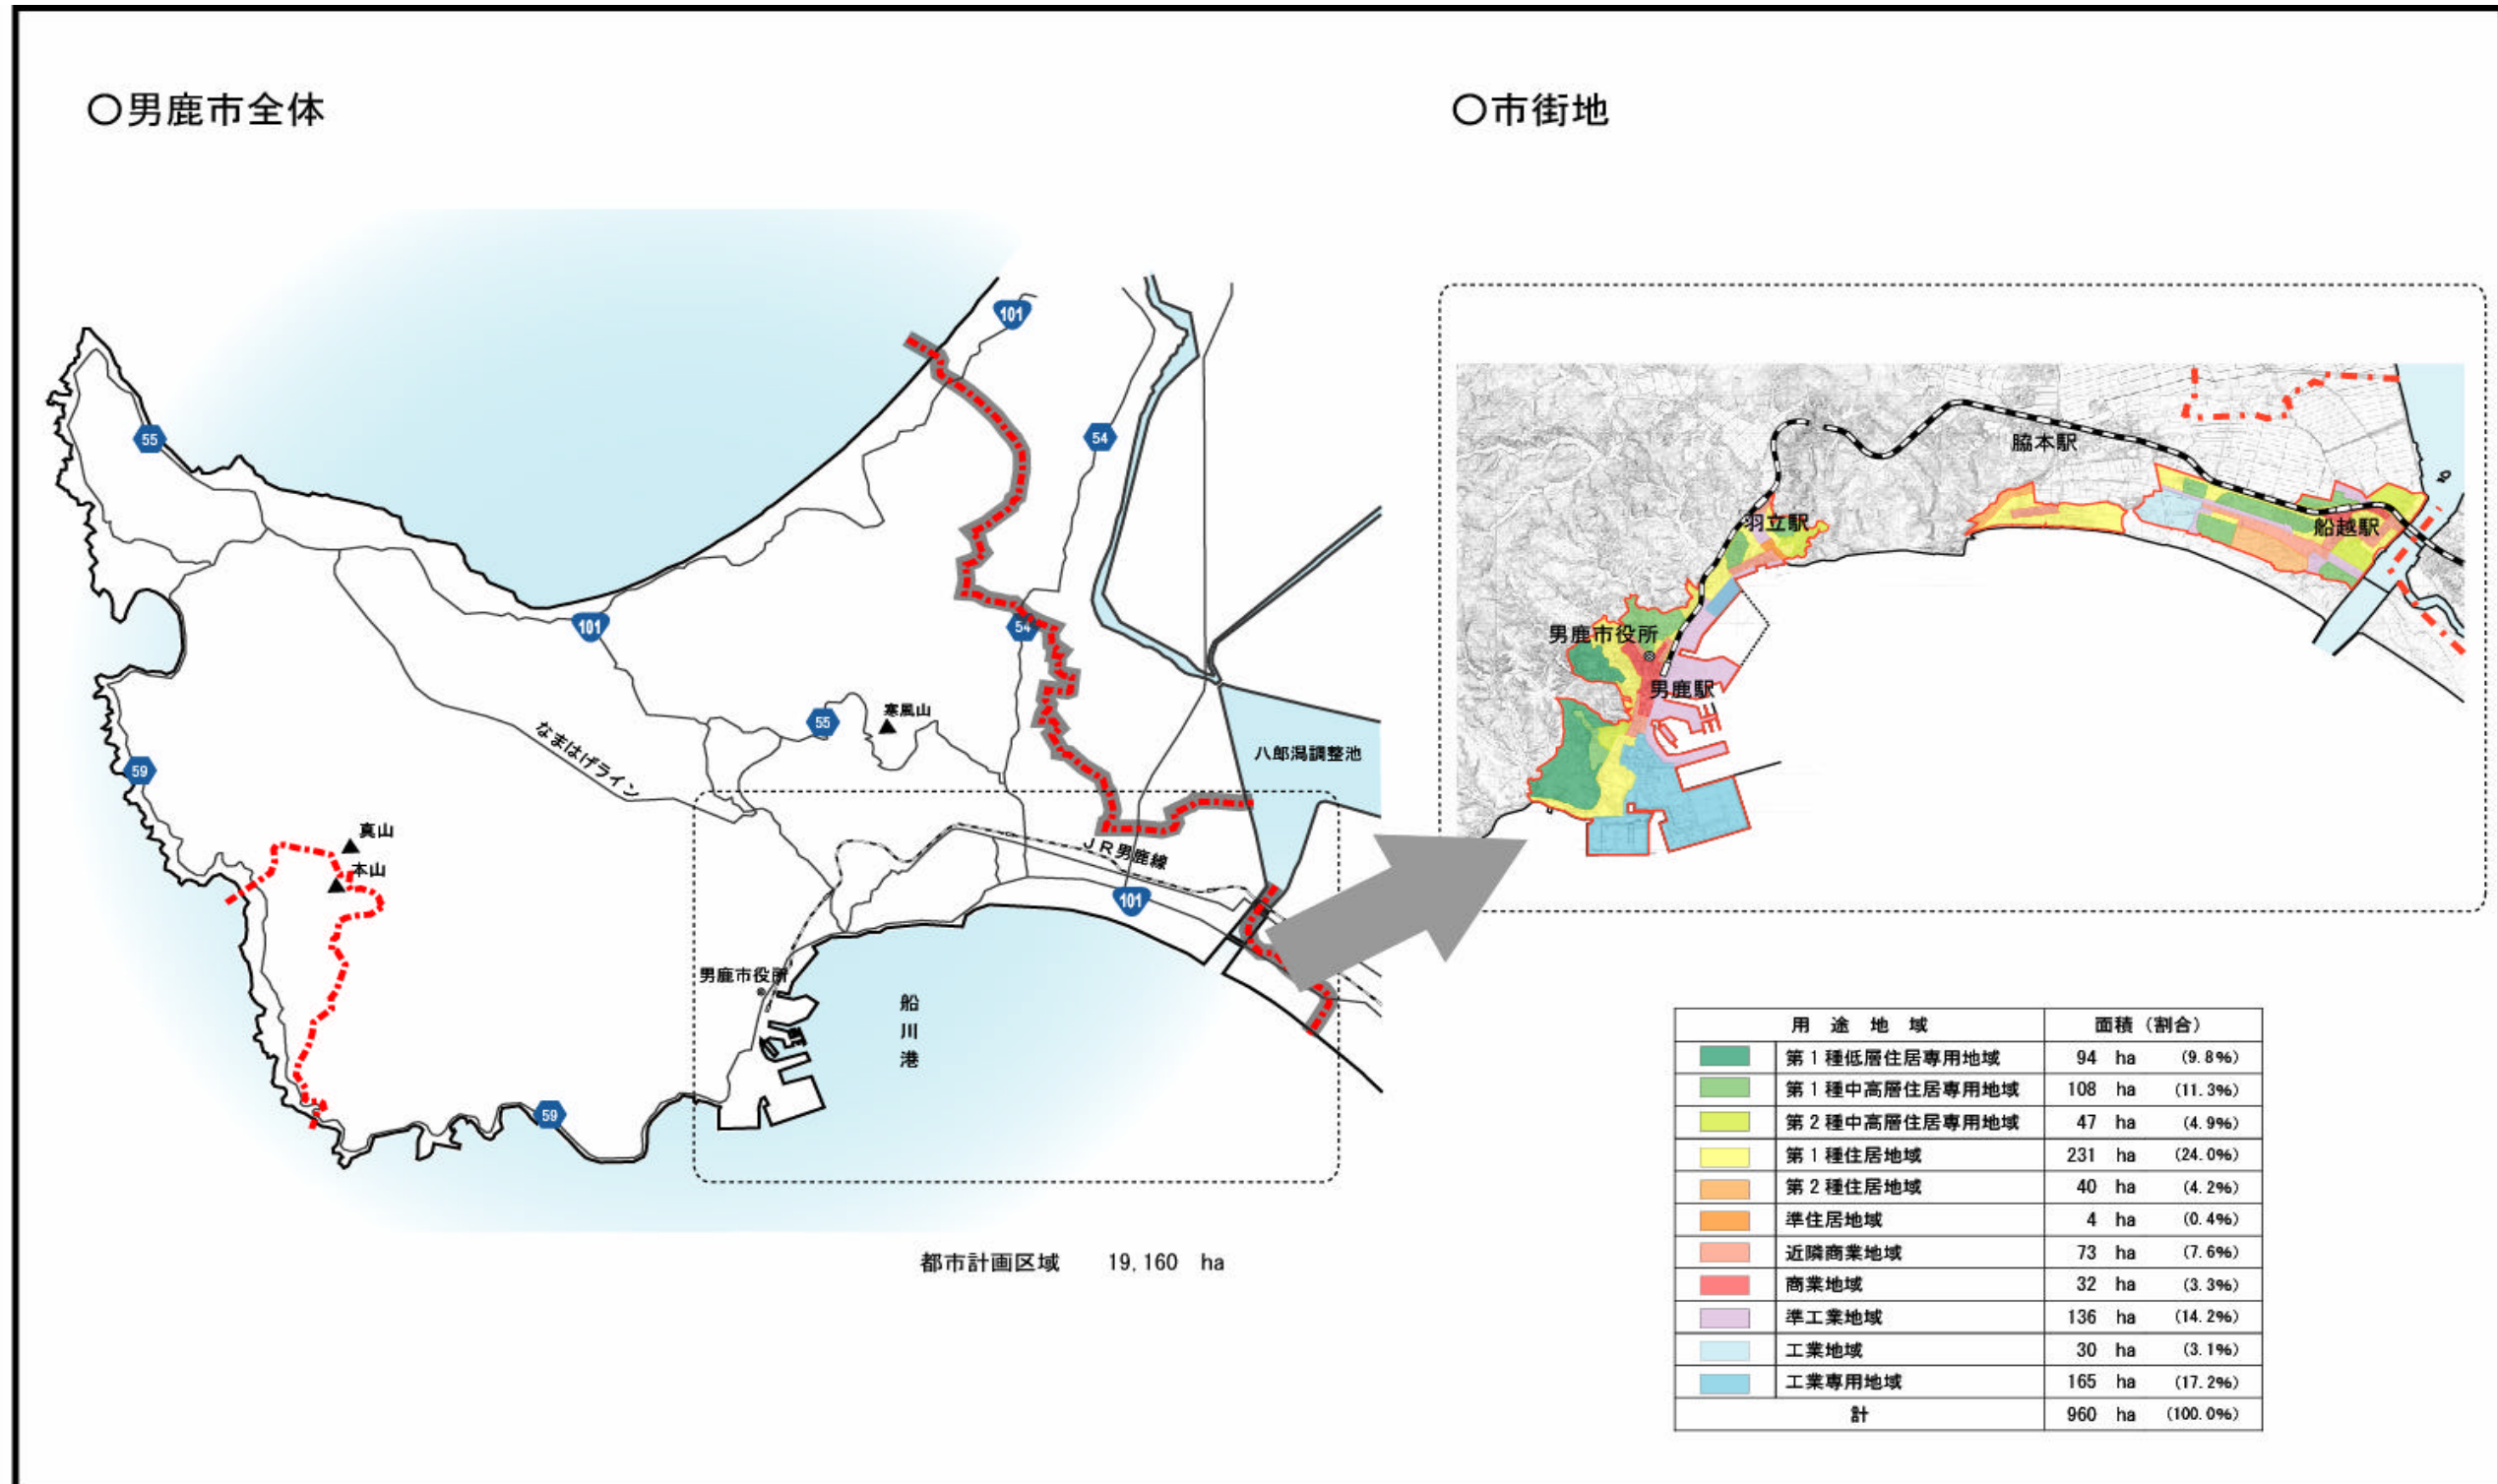 〇男鹿市全体
〇市街地
101
55
54
101
54
寒風山
55
なまはげライン
八郎潟調整池
59
真山
本山
JR男鹿線
101
男鹿市役所
船川港
59
都市計画区域 19,160 ha
脇本駅
羽立駅
船越駅
男鹿市役所
男鹿駅
用途地域 面積（割合）
第1種低層住居専用地域 94 ha (9.8%)
第1種中高層住居専用地域 108 ha (11.3%)
第2種中高層住居専用地域 47 ha (4.9%)
第1種住居地域 231 ha (24.0%)
第2種住居地域 40 ha (4.2%)
準住居地域 4 ha (0.4%)
近隣商業地域 73 ha (7.6%)
商業地域 32 ha (3.3%)
準工業地域 136 ha (14.2%)
工業地域 30 ha (3.1%)
工業専用地域 165 ha (17.2%)
計 960 ha (100.0%)